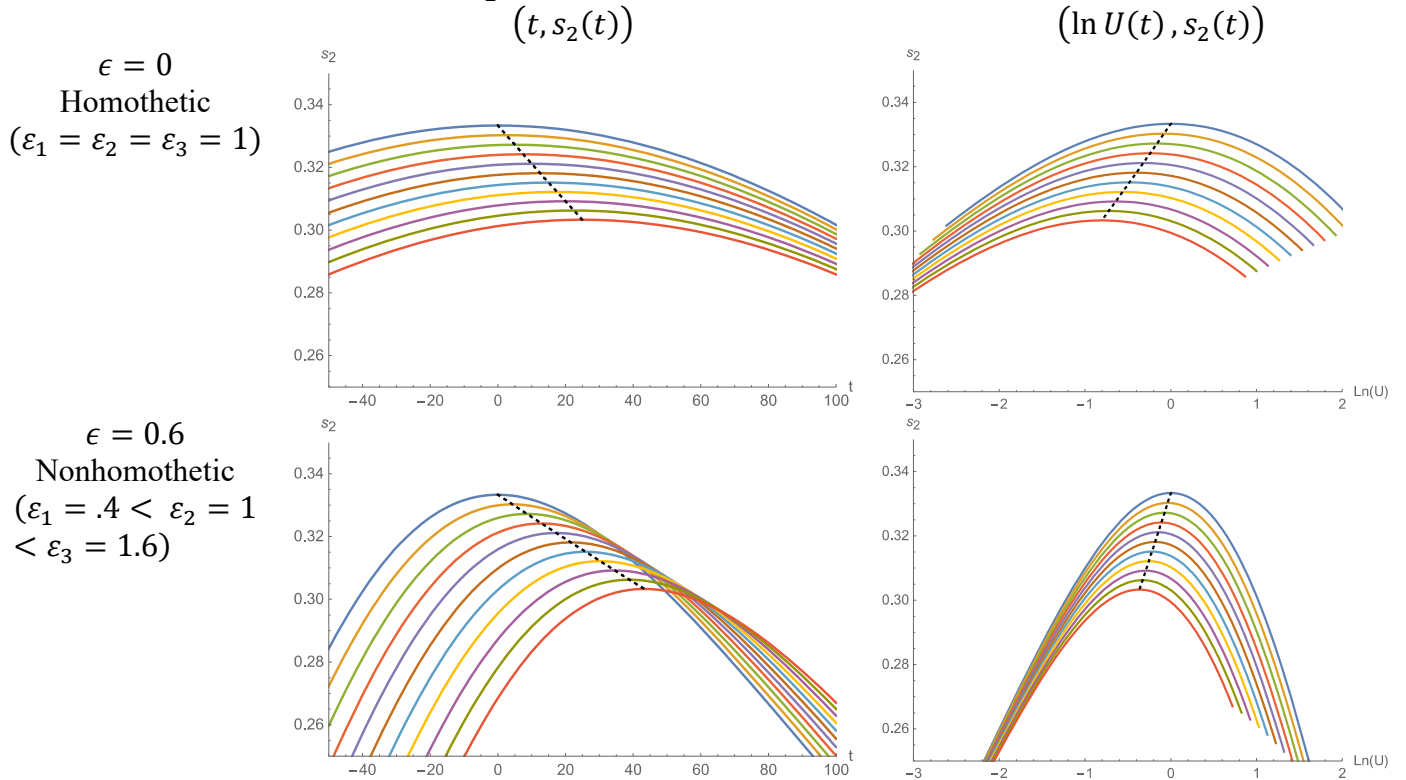 (t, s₂(t))
(ln U(t) , s₂(t))
ϵ = 0
Homothetic
(ε₁ = ε₂ = ε₃ = 1)
s₂
0.34
0.32
0.30
0.28
0.26
−40 −20 0 20 40 60 80 100 t
s₂
0.34
0.32
0.30
0.28
0.26
−3 −2 −1 0 1 2 Ln(U)
ϵ = 0.6
Nonhomothetic
(ε₁ = .4 < ε₂ = 1
< ε₃ = 1.6)
s₂
0.34
0.32
0.30
0.28
0.26
−40 −20 0 20 40 60 80 100 t
s₂
0.34
0.32
0.30
0.28
0.26
−3 −2 −1 0 1 2 Ln(U)